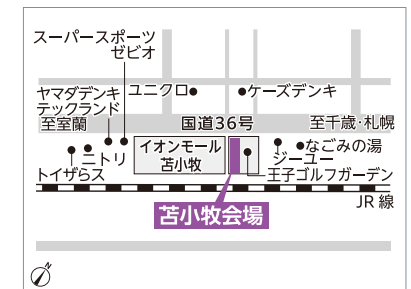 スーパースポーツ
ゼビオ
ヤマダデンキ
テックランド
ユニクロ
ケーズデンキ
至室蘭
国道36号
至千歳・札幌
イオンモール
苫小牧
ニトリ
トイザらス
なごみの湯
ジーユー
王子ゴルフガーデン
JR 線
苫小牧会場
N